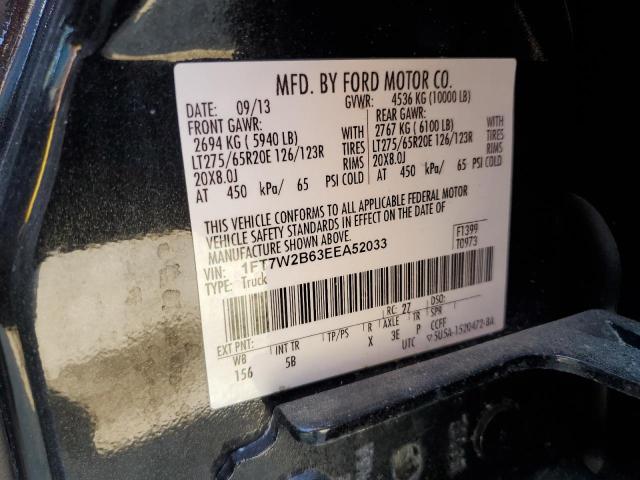 MFD. BY FORD MOTOR CO.
DATE: 09/13 GVWR: 4536 KG (10000 LB)
FRONT GAWR: REAR GAWR:
2694 KG ( 5940 LB) WITH 2767 KG ( 6100 LB) WITH
LT275/65R20E 126/123R TIRES LT275/65R20E 126/123R TIRES
20X8.0J RIMS 20X8.0J RIMS
AT 450 kPa/ 65 PSI COLD AT 450 kPa/ 65 PSI COLD
THIS VEHICLE CONFORMS TO ALL APPLICABLE FEDERAL MOTOR
VEHICLE SAFETY STANDARDS IN EFFECT ON THE DATE OF
MANUFACTURE SHOWN ABOVE.
VIN: 1FT7W2B63EEA52033 F1399
TYPE: Truck T0973
EXT PNT: RC: 27 DSO:
WB INT TR TP/PS R AXLE TR SPR
156 5B X 3E P CCFF
UTC ▽5U5A-1520472-BA